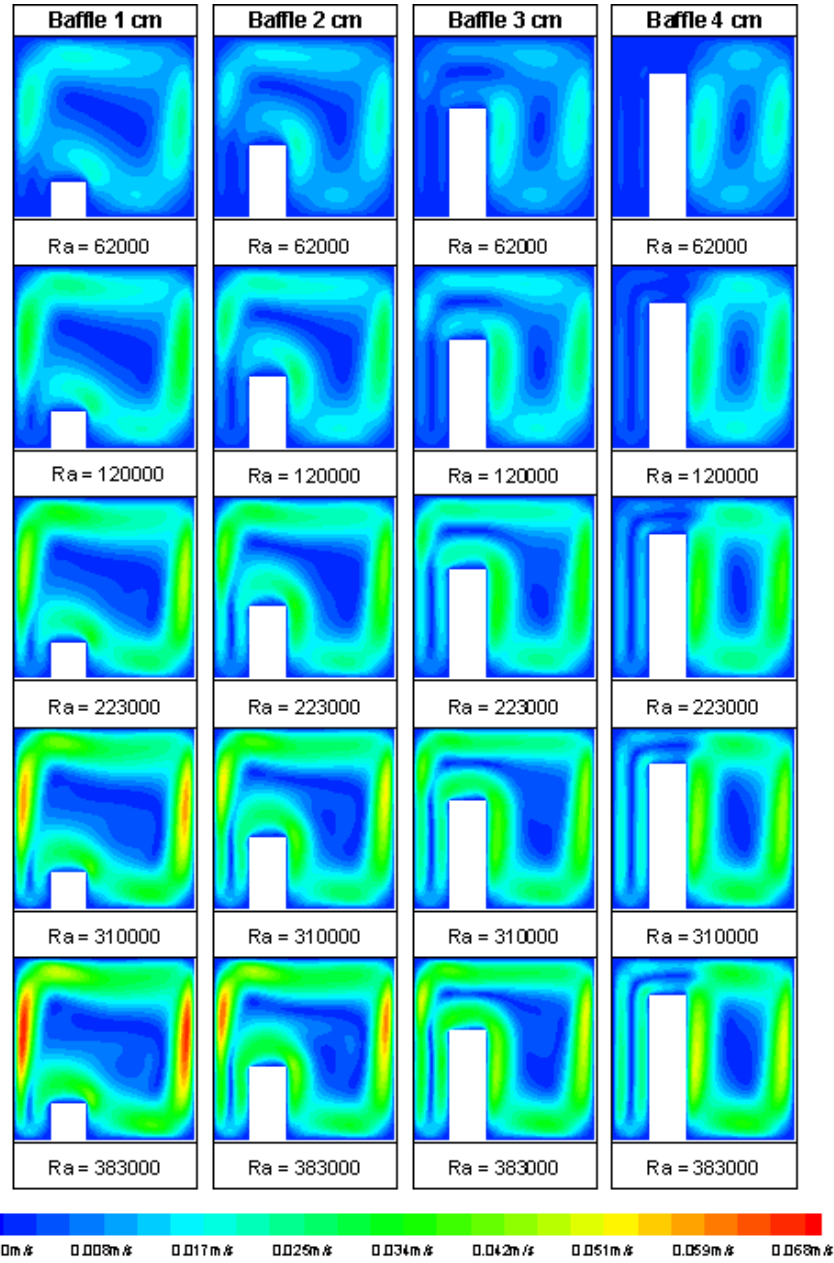 Baffle 1 cm Baffle 2 cm Baffle 3 cm Baffle 4 cm
Ra = 62000 Ra = 62000 Ra = 62000 Ra = 62000
Ra = 120000 Ra = 120000 Ra = 120000 Ra = 120000
Ra = 223000 Ra = 223000 Ra = 223000 Ra = 223000
Ra = 310000 Ra = 310000 Ra = 310000 Ra = 310000
Ra = 383000 Ra = 383000 Ra = 383000 Ra = 383000
0m/s 0.008m/s 0.017m/s 0.025m/s 0.034m/s 0.042m/s 0.051m/s 0.059m/s 0.068m/s